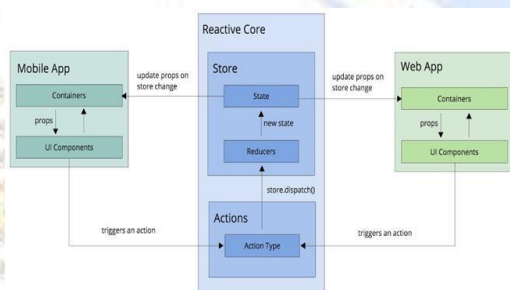 Reactive Core
Mobile App
Containers
props
UI Components
update props on
store change
Store
State
new state
Reducers
store.dispatch()
Actions
Action Type
triggers an action
update props on
store change
Web App
Containers
props
UI Components
triggers an action